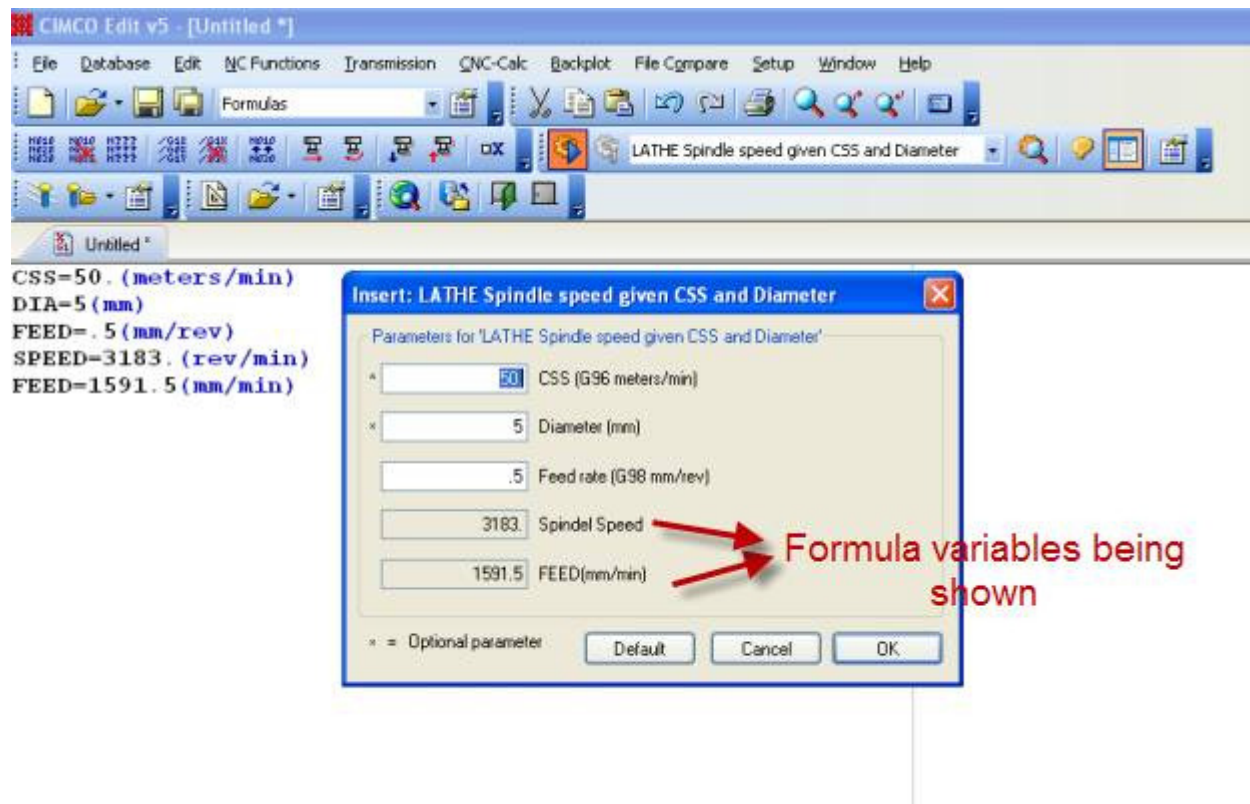 CIMCO Edit v5 - [Untitled *]
File Database Edit NC Functions Transmission CNC-Calc Backplot File Compare Setup Window Help
Formulas
LATHE Spindle speed given CSS and Diameter
Untitled *
CSS=50.(meters/min)
DIA=5(mm)
FEED=.5(mm/rev)
SPEED=3183.(rev/min)
FEED=1591.5(mm/min)
Insert: LATHE Spindle speed given CSS and Diameter
Parameters for 'LATHE Spindle speed given CSS and Diameter'
* 50 CSS (G96 meters/min)
* 5 Diameter (mm)
.5 Feed rate (G98 mm/rev)
3183. Spindel Speed
1591.5 FEED(mm/min)
Formula variables being
shown
* = Optional parameter
Default Cancel OK